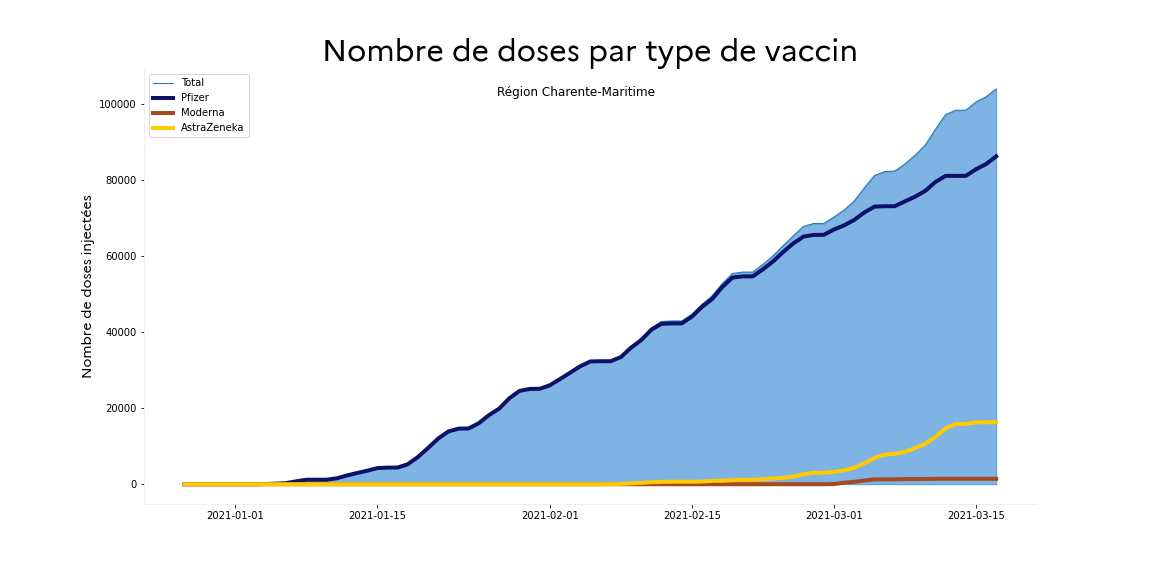 Nombre de doses par type de vaccin
Région Charente-Maritime
Total
Pfizer
Moderna
AstraZeneka
Nombre de doses injectées
100000
80000
60000
40000
20000
0
2021-01-01
2021-01-15
2021-02-01
2021-02-15
2021-03-01
2021-03-15